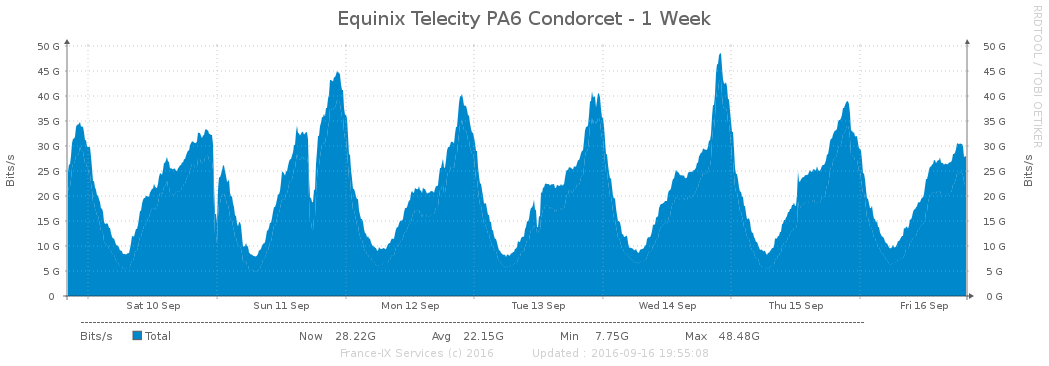 Equinix Telecity PA6 Condorcet - 1 Week
RRDTOOL / TOBI OETIKER
Bits/s
50 G
45 G
40 G
35 G
30 G
25 G
20 G
15 G
10 G
5 G
0
50 G
45 G
40 G
35 G
30 G
25 G
20 G
15 G
10 G
5 G
0 G
Bits/s
Sat 10 Sep Sun 11 Sep Mon 12 Sep Tue 13 Sep Wed 14 Sep Thu 15 Sep Fri 16 Sep
Bits/s Total Now 28.22G Avg 22.15G Min 7.75G Max 48.48G
France-IX Services (c) 2016 Updated : 2016-09-16 19:55:08